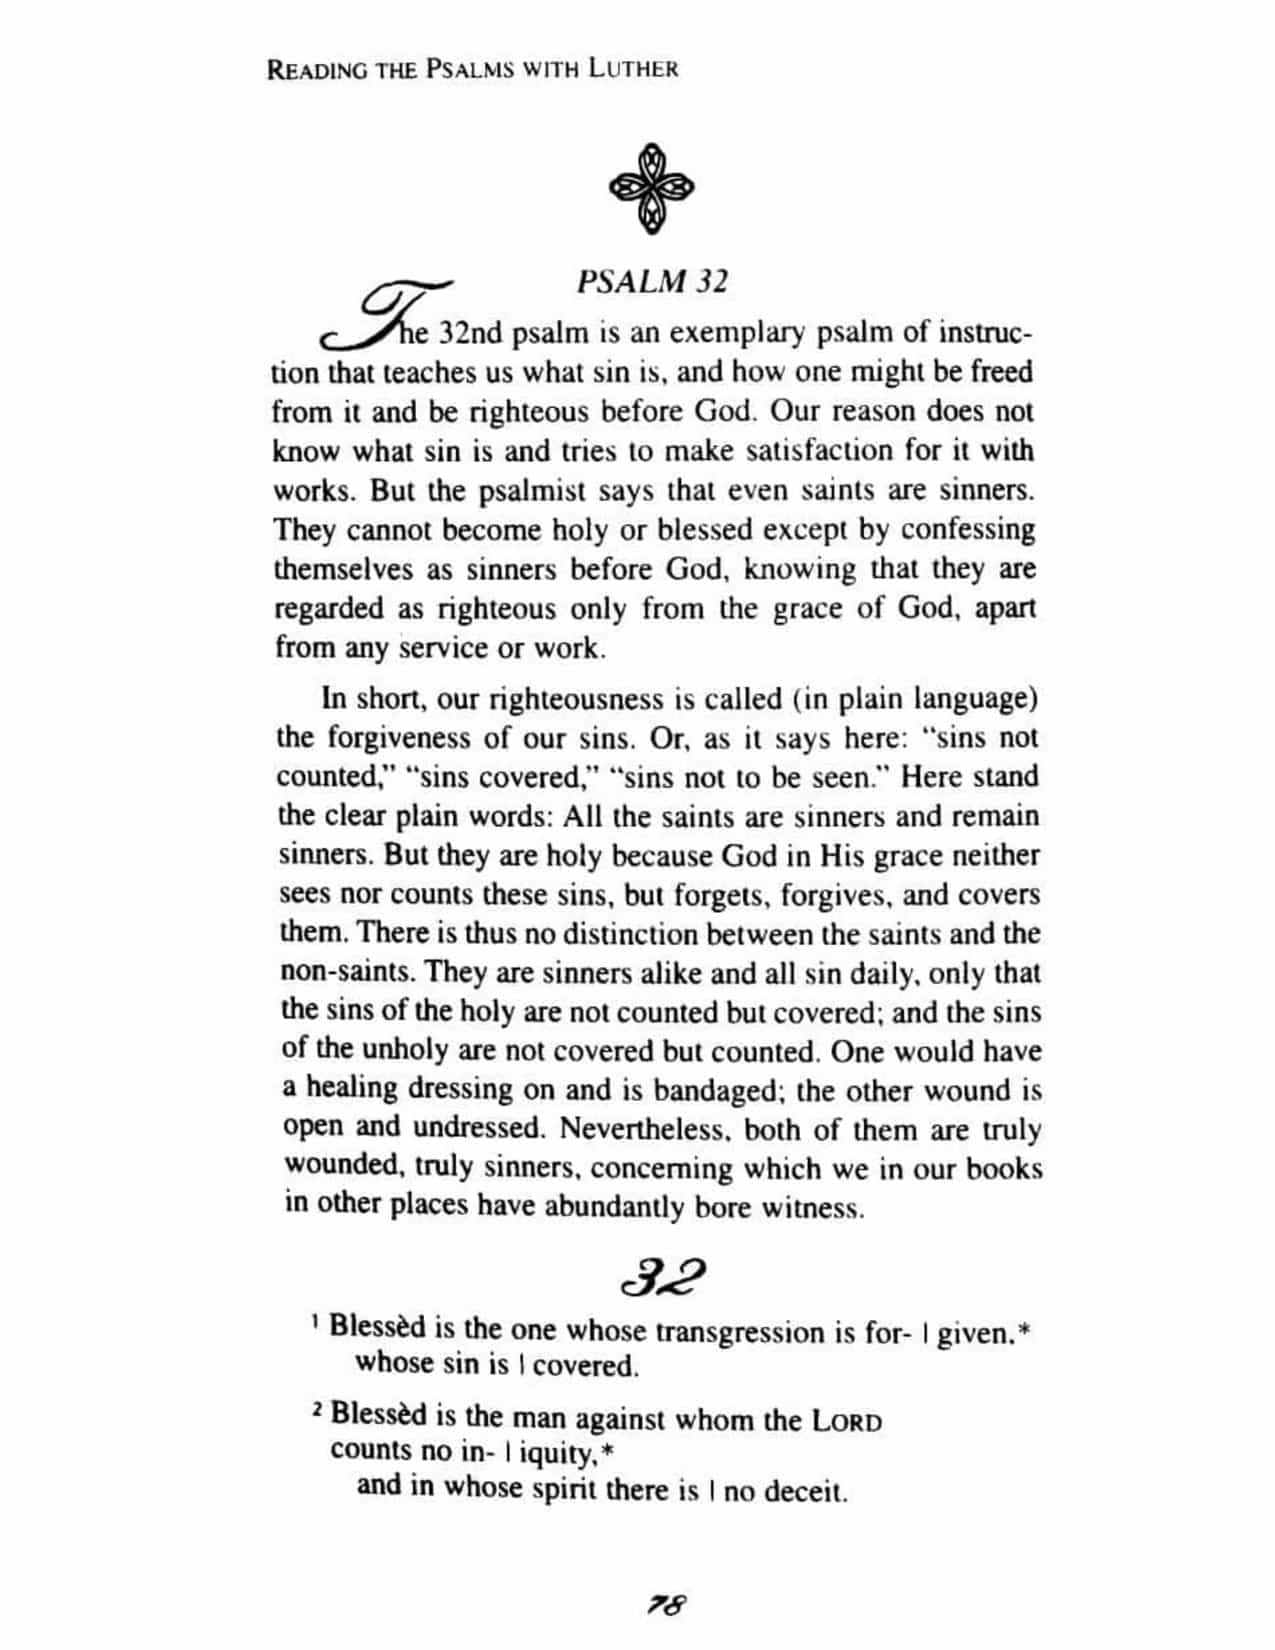 READING THE PSALMS WITH LUTHER
PSALM 32
The 32nd psalm is an exemplary psalm of instruc-
tion that teaches us what sin is, and how one might be freed
from it and be righteous before God. Our reason does not
know what sin is and tries to make satisfaction for it with
works. But the psalmist says that even saints are sinners.
They cannot become holy or blessed except by confessing
themselves as sinners before God, knowing that they are
regarded as righteous only from the grace of God, apart
from any service or work.
In short, our righteousness is called (in plain language)
the forgiveness of our sins. Or, as it says here: “sins not
counted,” “sins covered,” “sins not to be seen.” Here stand
the clear plain words: All the saints are sinners and remain
sinners. But they are holy because God in His grace neither
sees nor counts these sins, but forgets, forgives, and covers
them. There is thus no distinction between the saints and the
non-saints. They are sinners alike and all sin daily, only that
the sins of the holy are not counted but covered; and the sins
of the unholy are not covered but counted. One would have
a healing dressing on and is bandaged; the other wound is
open and undressed. Nevertheless, both of them are truly
wounded, truly sinners, concerning which we in our books
in other places have abundantly bore witness.
32
1 Blessèd is the one whose transgression is for- | given.*
whose sin is | covered.
2 Blessèd is the man against whom the LORD
counts no in- | iquity,*
and in whose spirit there is | no deceit.
78